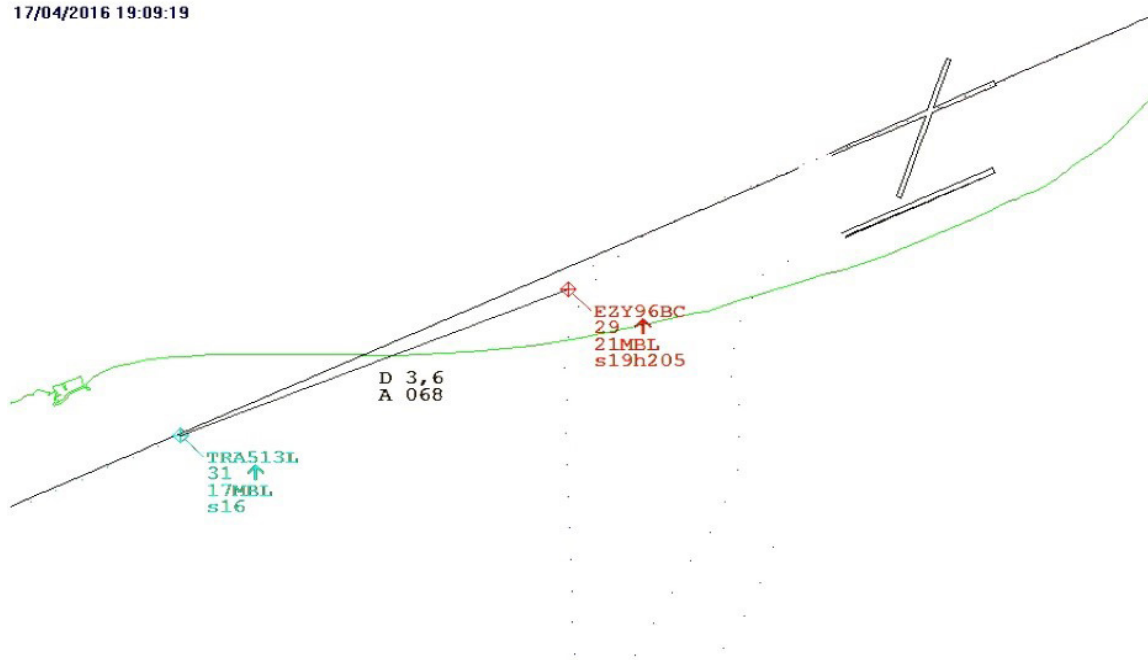 17/04/2016 19:09:19
EZY96BC
29 ↑
21MBL
s19h205
D 3,6
A 068
TRA513L
31 ↑
17MBL
s16